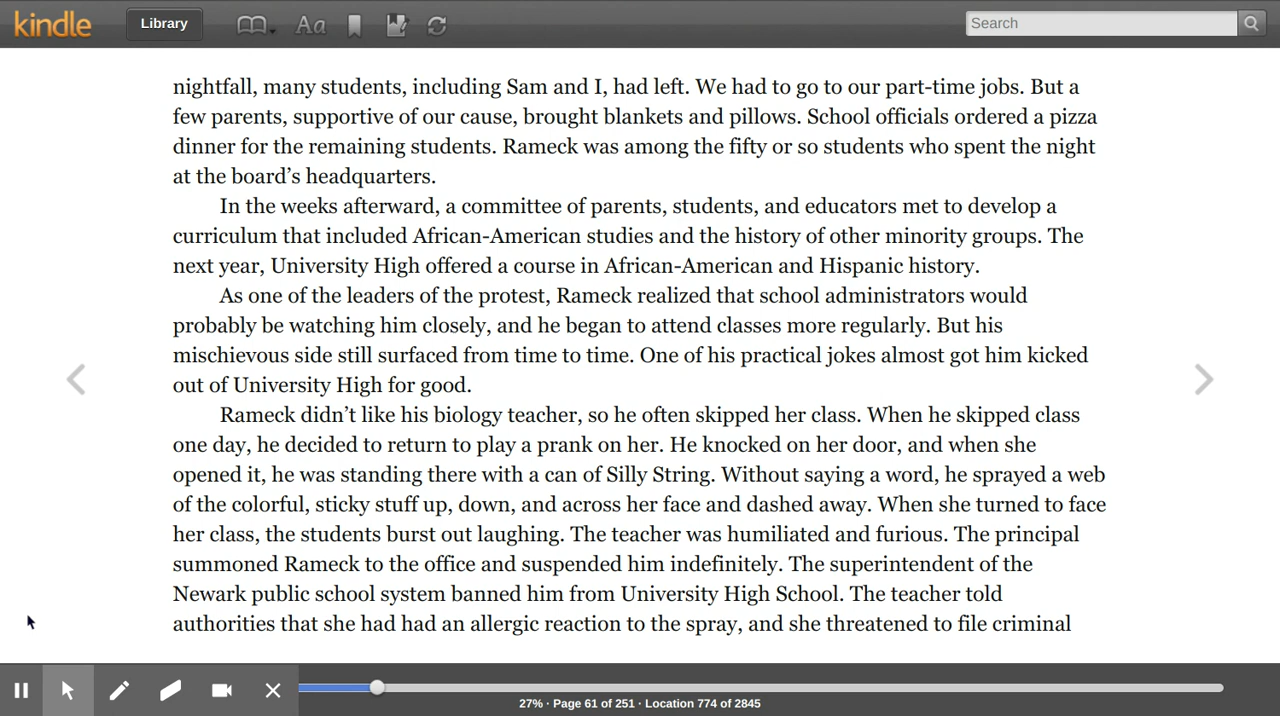 kindle Library Aa Search
nightfall, many students, including Sam and I, had left. We had to go to our part-time jobs. But a
few parents, supportive of our cause, brought blankets and pillows. School officials ordered a pizza
dinner for the remaining students. Rameck was among the fifty or so students who spent the night
at the board’s headquarters.
In the weeks afterward, a committee of parents, students, and educators met to develop a
curriculum that included African-American studies and the history of other minority groups. The
next year, University High offered a course in African-American and Hispanic history.
As one of the leaders of the protest, Rameck realized that school administrators would
probably be watching him closely, and he began to attend classes more regularly. But his
mischievous side still surfaced from time to time. One of his practical jokes almost got him kicked
out of University High for good.
Rameck didn’t like his biology teacher, so he often skipped her class. When he skipped class
one day, he decided to return to play a prank on her. He knocked on her door, and when she
opened it, he was standing there with a can of Silly String. Without saying a word, he sprayed a web
of the colorful, sticky stuff up, down, and across her face and dashed away. When she turned to face
her class, the students burst out laughing. The teacher was humiliated and furious. The principal
summoned Rameck to the office and suspended him indefinitely. The superintendent of the
Newark public school system banned him from University High School. The teacher told
authorities that she had had an allergic reaction to the spray, and she threatened to file criminal
27% · Page 61 of 251 · Location 774 of 2845